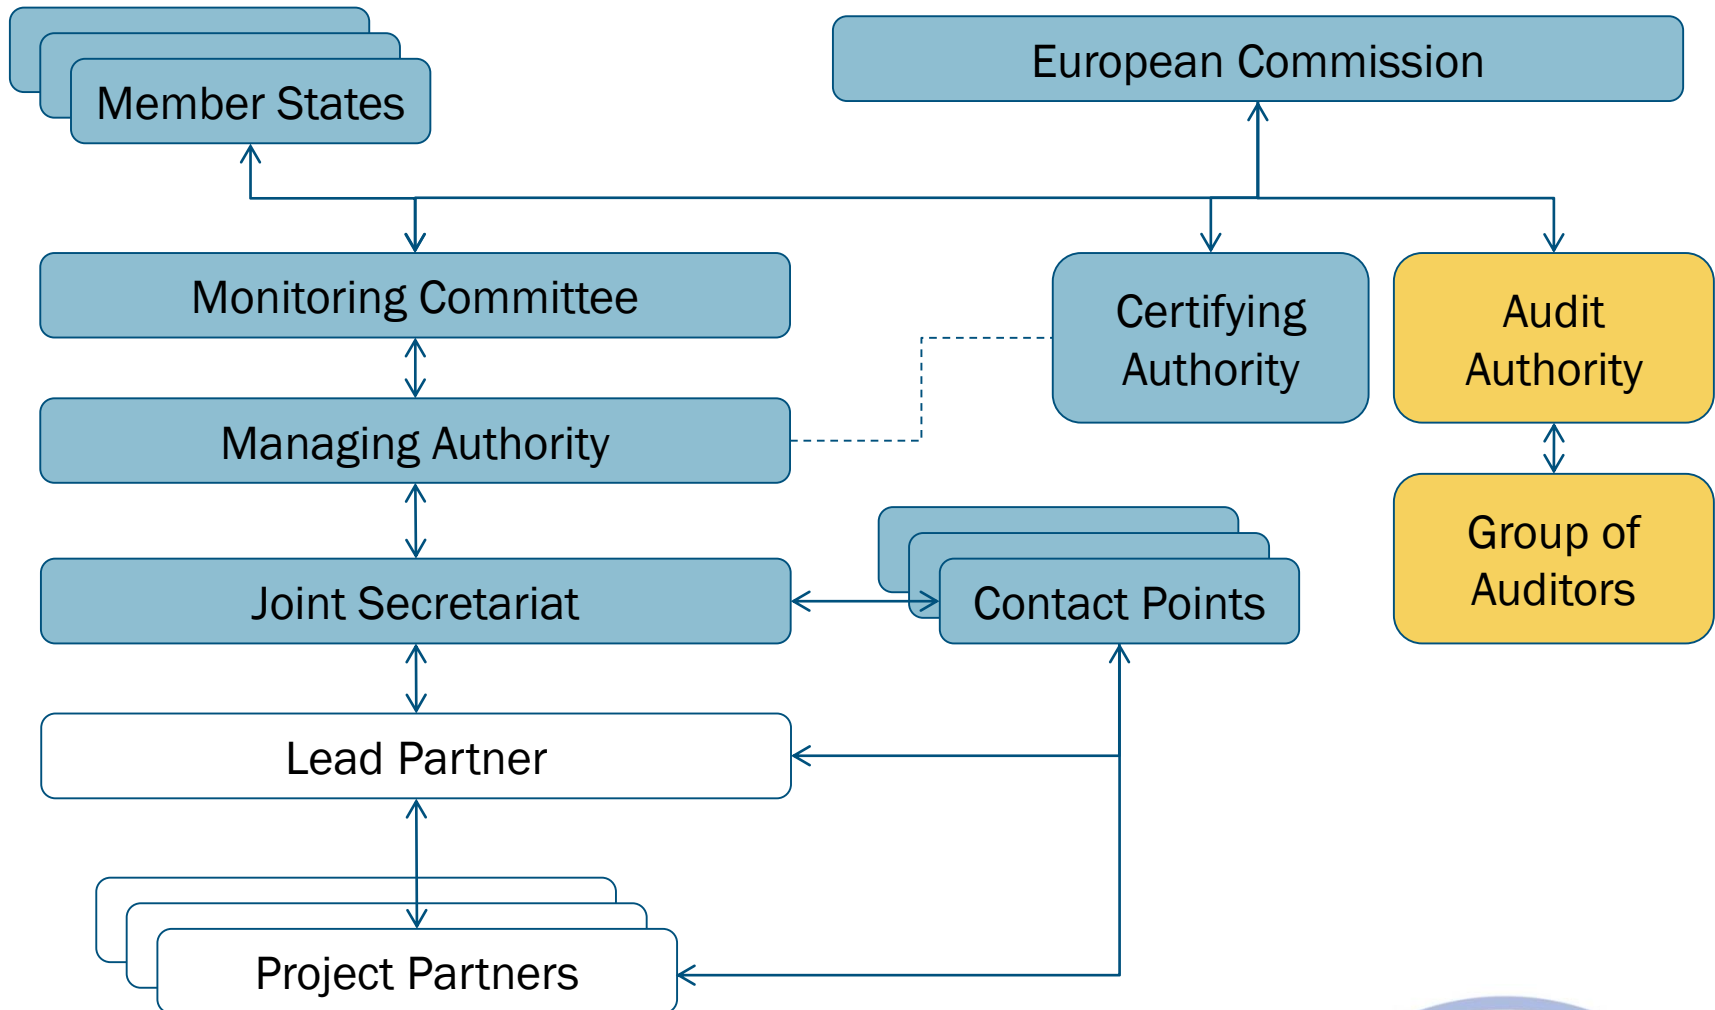 Member States
European Commission
Monitoring Committee
Certifying
Authority
Audit
Authority
Managing Authority
Group of
Auditors
Joint Secretariat
Contact Points
Lead Partner
Project Partners